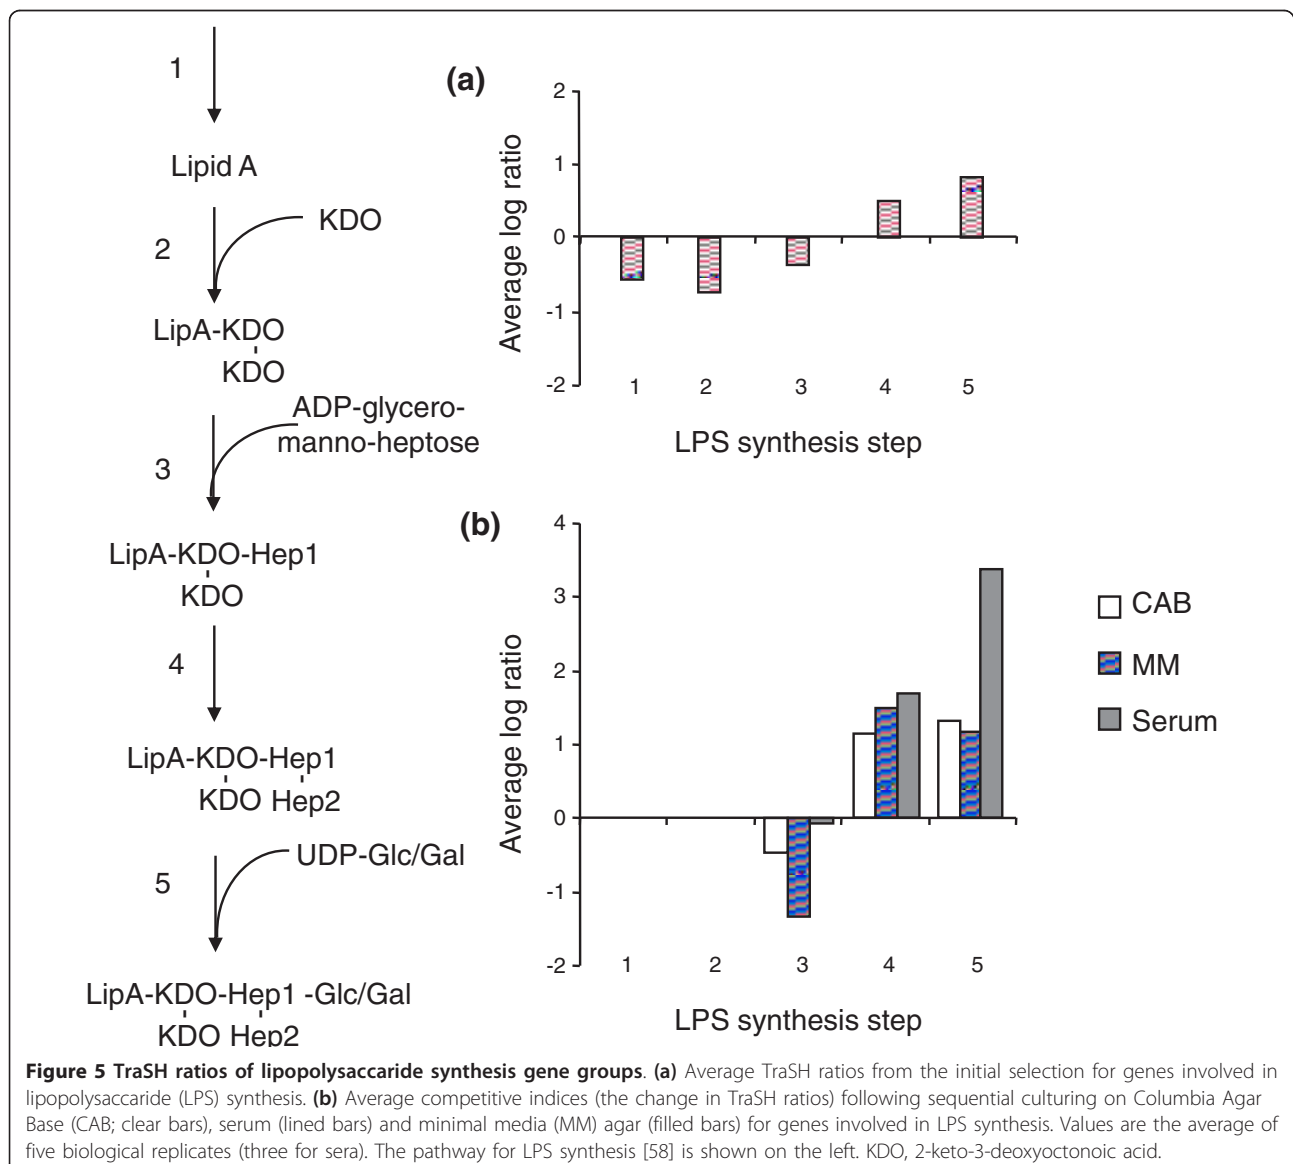 1
Lipid A
2
KDO
LipA-KDO
KDO
ADP-glycero-
manno-heptose
3
LipA-KDO-Hep1
KDO
4
LipA-KDO-Hep1
KDO Hep2
UDP-Glc/Gal
5
LipA-KDO-Hep1 -Glc/Gal
KDO Hep2
(a)
Average log ratio
2
1
0
-1
-2
1 2 3 4 5
LPS synthesis step
(b)
Average log ratio
4
3
2
1
0
-1
-2
1 2 3 4 5
LPS synthesis step
CAB
MM
Serum
Figure 5 TraSH ratios of lipopolysaccaride synthesis gene groups. (a) Average TraSH ratios from the initial selection for genes involved in
lipopolysaccaride (LPS) synthesis. (b) Average competitive indices (the change in TraSH ratios) following sequential culturing on Columbia Agar
Base (CAB; clear bars), serum (lined bars) and minimal media (MM) agar (filled bars) for genes involved in LPS synthesis. Values are the average of
five biological replicates (three for sera). The pathway for LPS synthesis [58] is shown on the left. KDO, 2-keto-3-deoxyoctonoic acid.